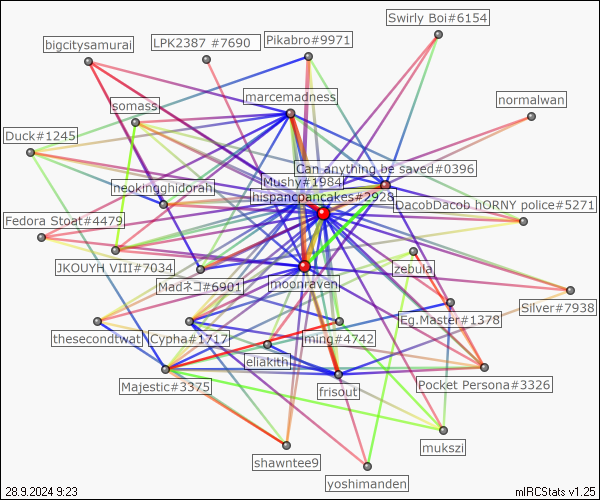 Swirly Boi#6154
LPK2387 #7690
Pikabro#9971
bigcitysamurai
marcemadness
normalwan
isomass
Duck#1245
Can anything be saved#0396
Mushy#1984
neokingghidorah
hispancpancakes#2928
DacobDacob hORNY police#5271
Fedora Stoat#4479
JKOUYH VIII#7034
zebula
Madネコ#6901
moonraven
Silver#7938
Eg.Master#1378
thesecondtwat
Cypha#1717
ming#4742
eliakith
Majestic#3375
frisout
Pocket Persona#3326
mukszi
shawntee9
yoshimanden
28.9.2024 9:23
mIRCStats v1.25